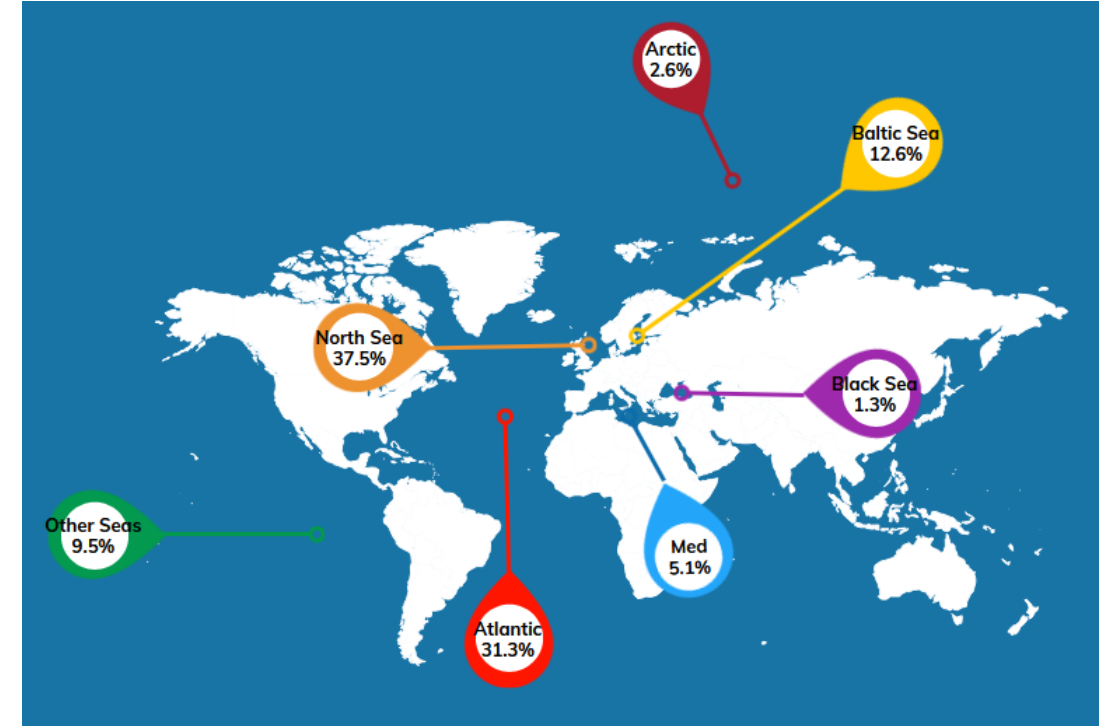 Arctic
2.6%
Baltic Sea
12.6%
North Sea
37.5%
Black Sea
1.3%
Other Seas
9.5%
Med
5.1%
Atlantic
31.3%